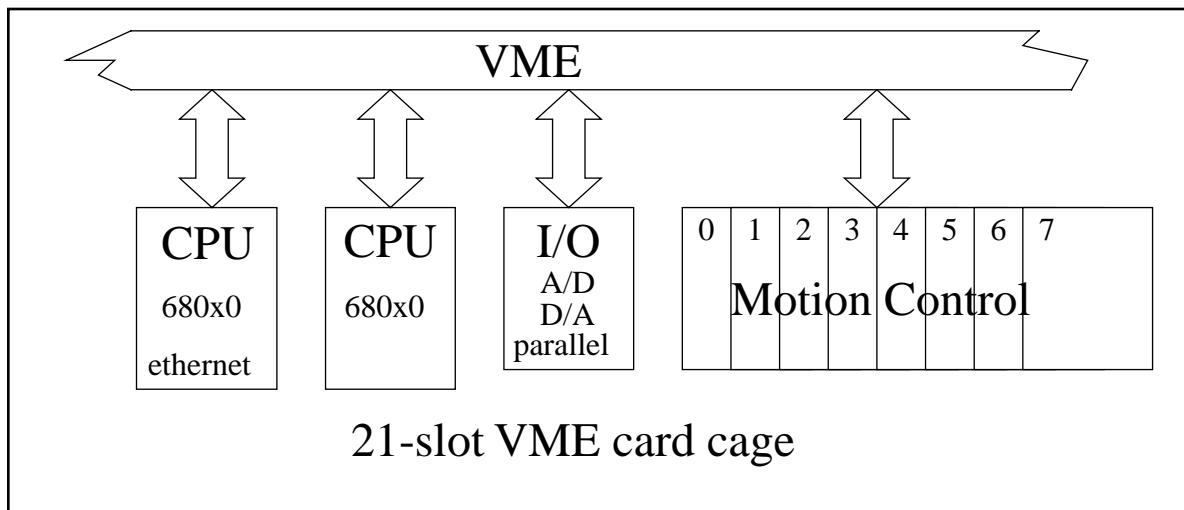 VME
CPU
680x0
ethernet
CPU
680x0
I/O
A/D
D/A
parallel
0 1 2 3 4 5 6 7
Motion Control
21-slot VME card cage